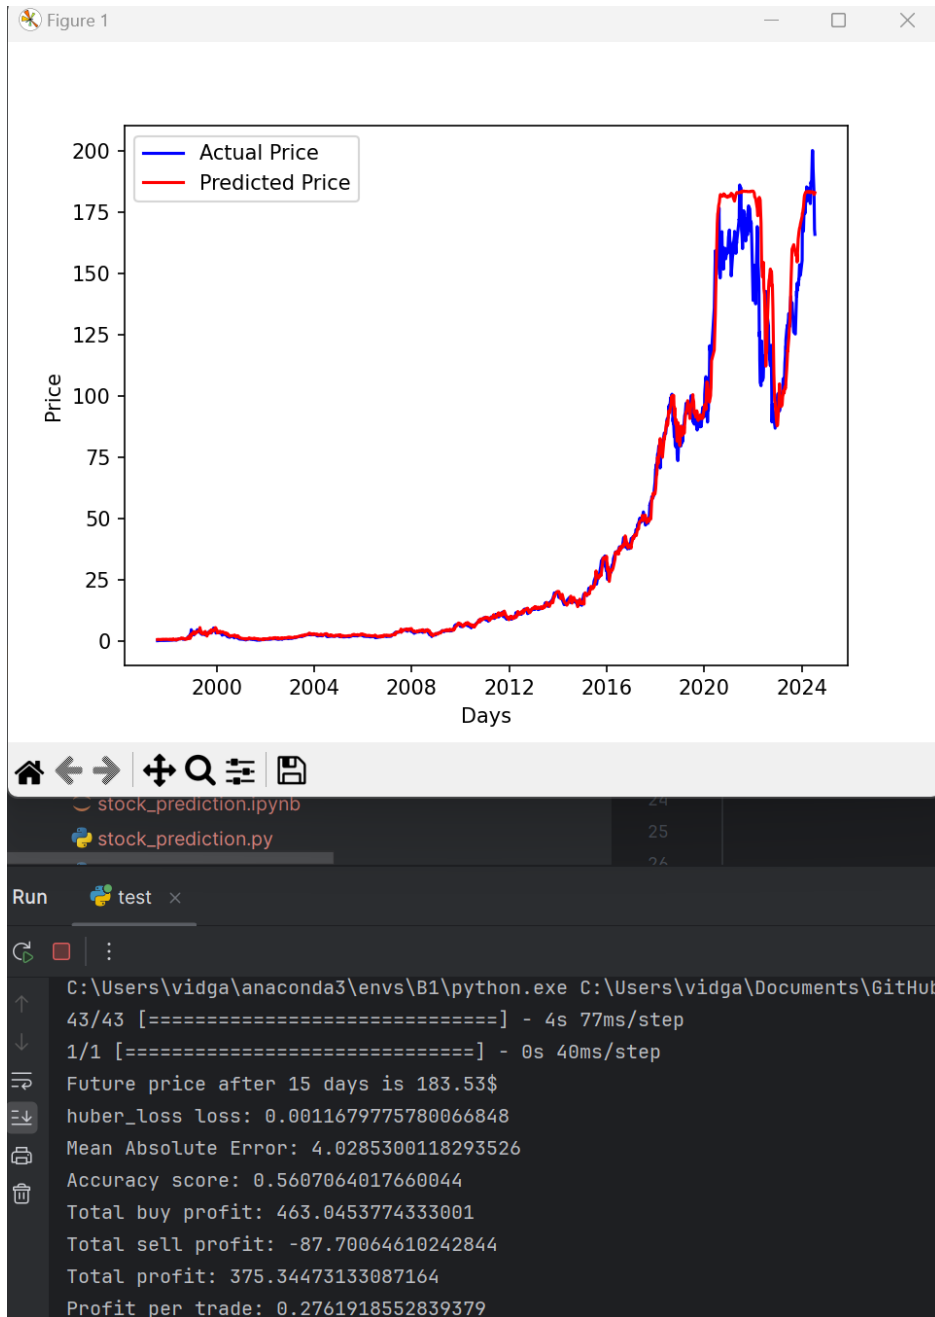 Figure 1
Actual Price
Predicted Price
200
175
150
125
100
75
50
25
0
Price
2000 2004 2008 2012 2016 2020 2024
Days
stock_prediction.ipynb
24
stock_prediction.py
25
26
Run test
C:\Users\vidga\anaconda3\envs\B1\python.exe C:\Users\vidga\Documents\GitHub
43/43 [==============================] - 4s 77ms/step
1/1 [==============================] - 0s 40ms/step
Future price after 15 days is 183.53$
huber_loss loss: 0.0011679775780066848
Mean Absolute Error: 4.0285300118293526
Accuracy score: 0.5607064017660044
Total buy profit: 463.0453774333001
Total sell profit: -87.70064610242844
Total profit: 375.34473133087164
Profit per trade: 0.2761918552839379